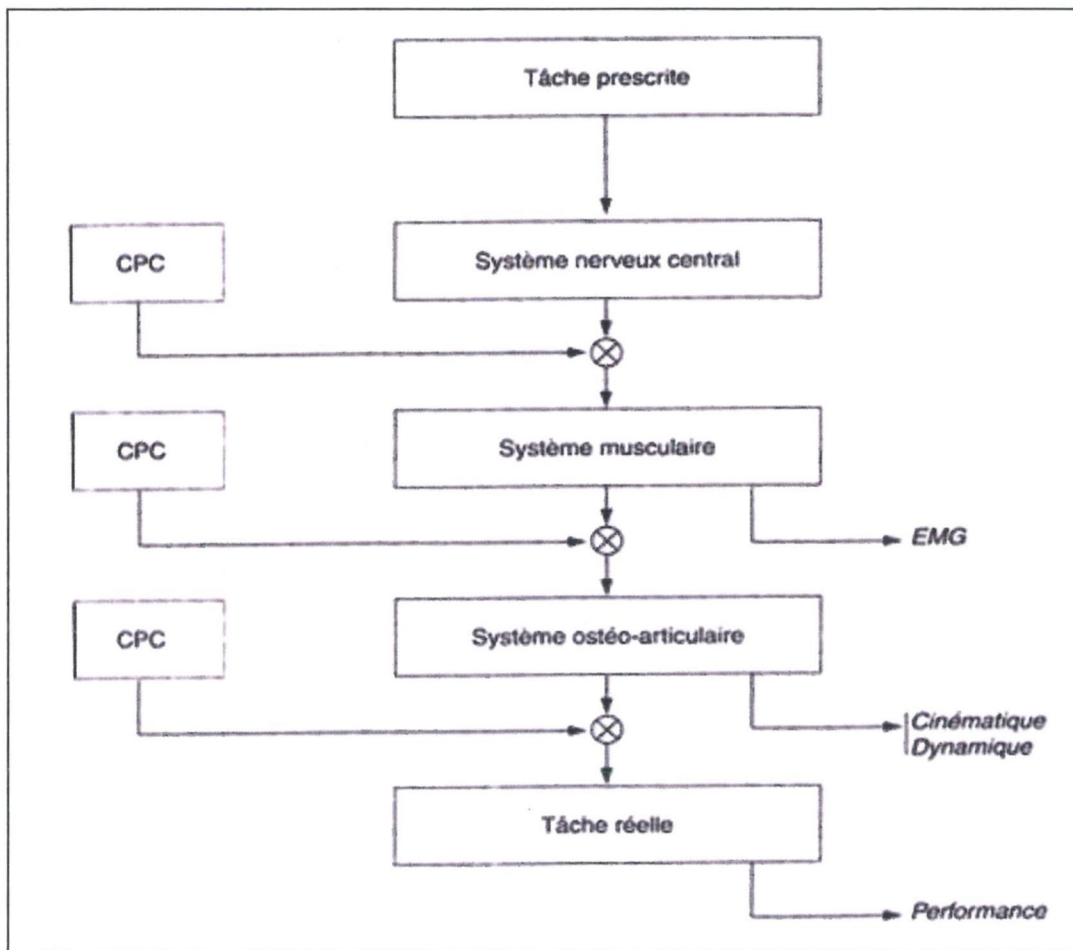 Tâche prescrite
CPC
Système nerveux central
CPC
Système musculaire
EMG
CPC
Système ostéo-articulaire
Cinématique
Dynamique
Tâche réelle
Performance